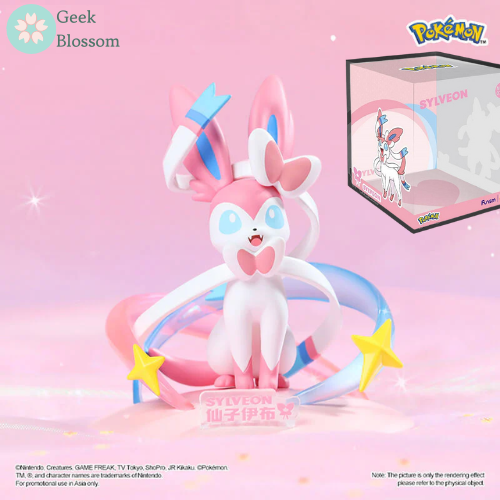 Geek
Blossom
POKéMON™
SYLVEON
POKéMON
SYLVEON
仙子伊布
©Nintendo. Creatures. GAME FREAK, TV Tokyo, ShoPro. JR Kikaku. ©Pokémon.
TM, ®, and character names are trademarks of Nintendo
For promotional use in Asia only.
Note: The picture is only the rendering effect
please refer to the physical object